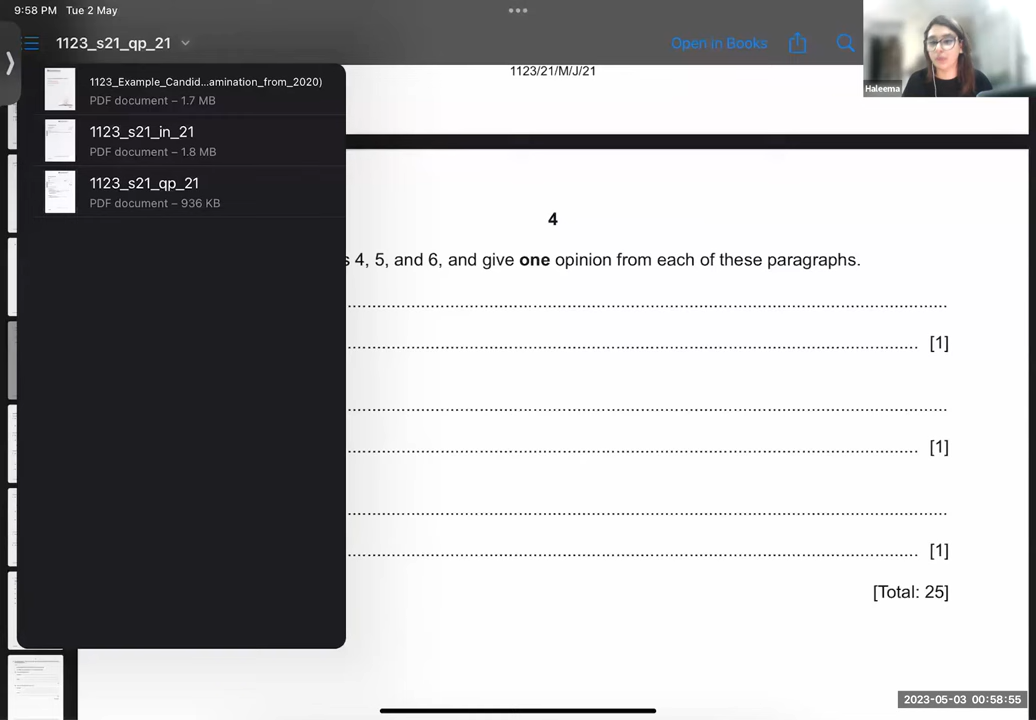 9:58 PM Tue 2 May
1123_s21_qp_21
Open in Books
Haleema
1123_Example_Candid...amination_from_2020)
PDF document – 1.7 MB
1123_s21_in_21
PDF document – 1.8 MB
1123_s21_qp_21
PDF document – 936 KB
1123/21/M/J/21
4
s 4, 5, and 6, and give one opinion from each of these paragraphs.
[1]
[1]
[1]
[Total: 25]
2023-05-03 00:58:55